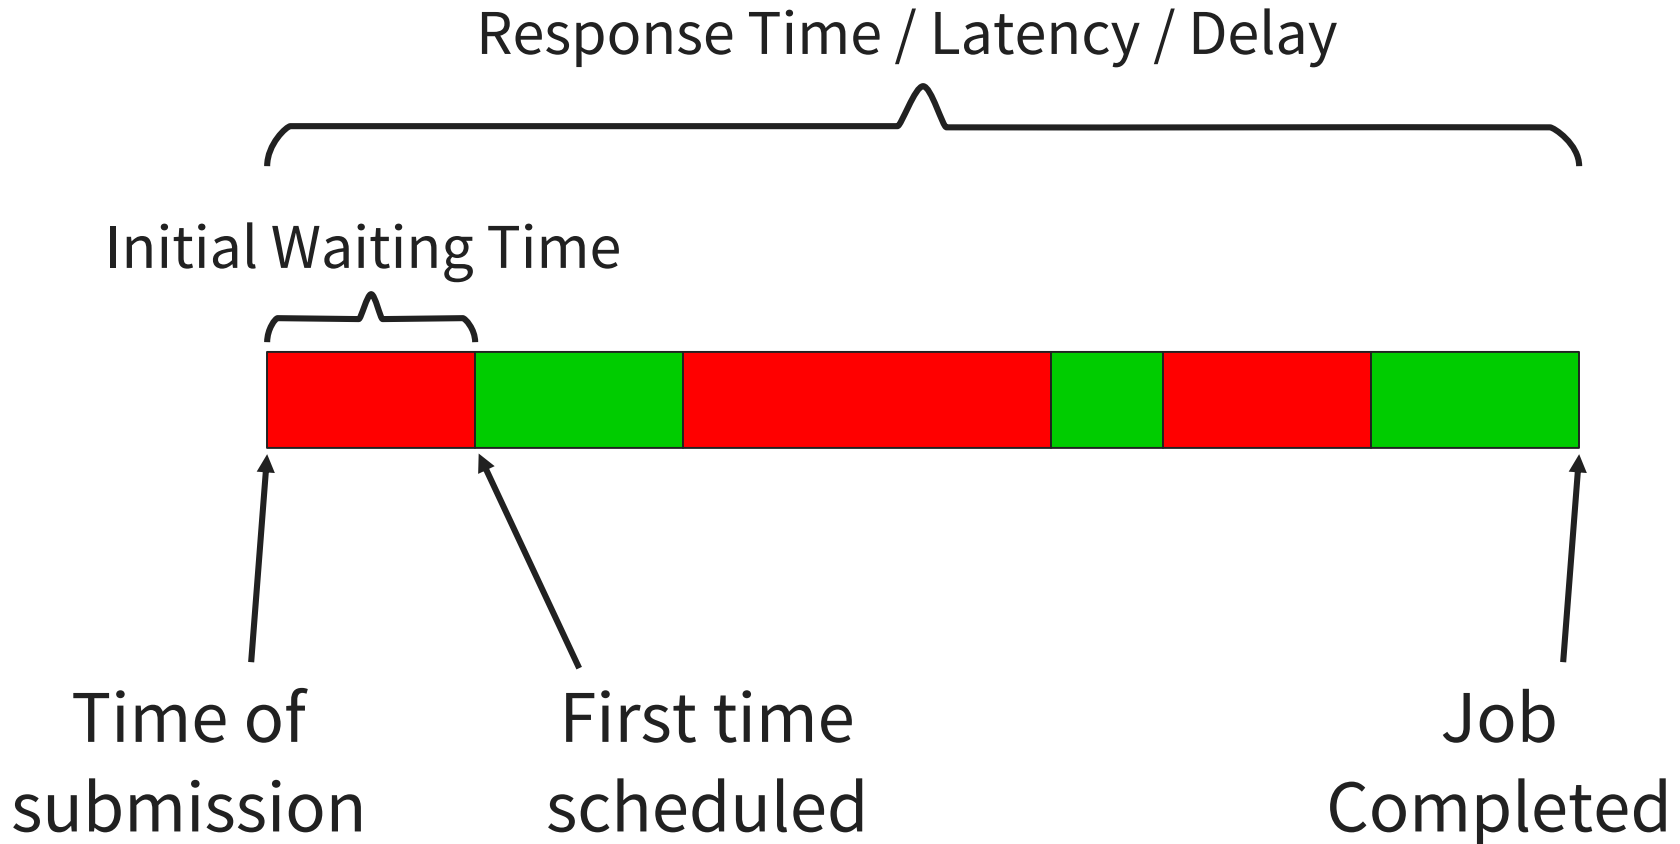 Response Time / Latency / Delay
Initial Waiting Time
Time of
submission
First time
scheduled
Job
Completed